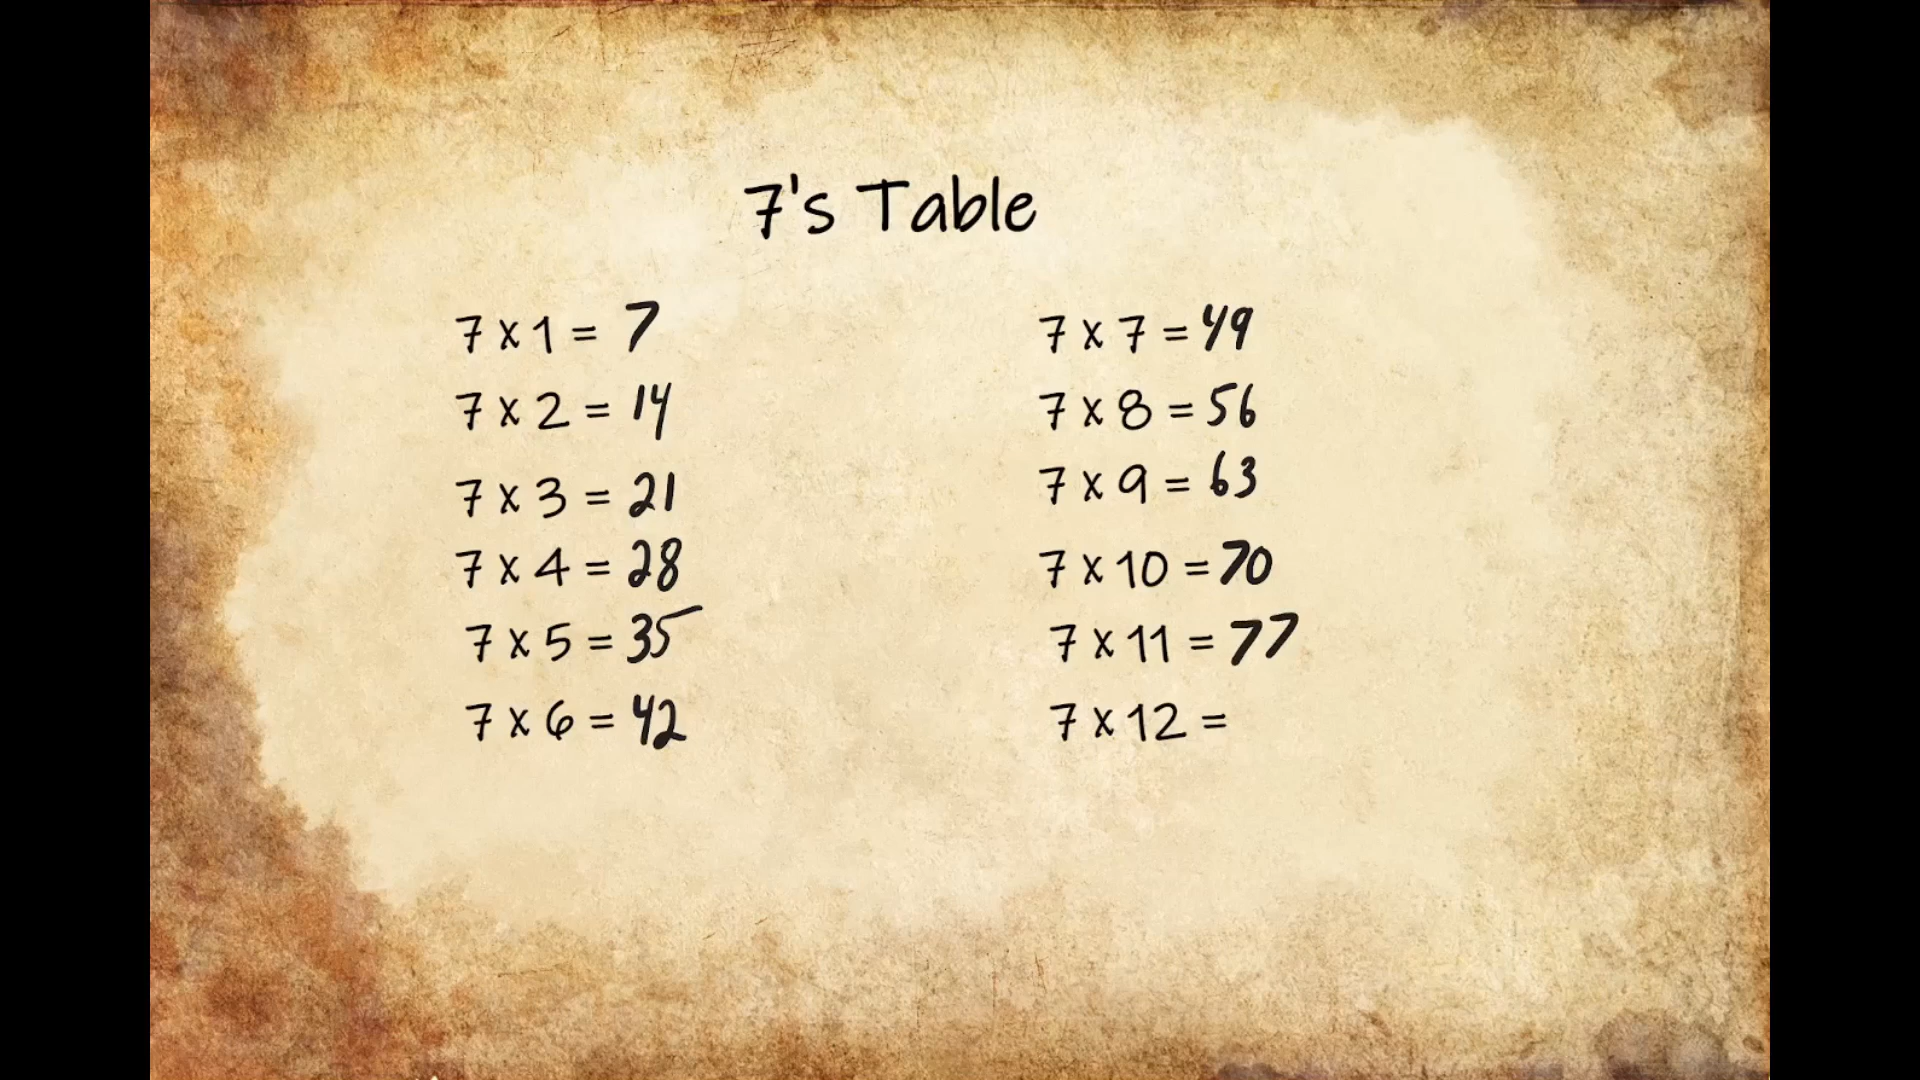 7's Table
7 x 1 = 7
7 x 2 = 14
7 x 3 = 21
7 x 4 = 28
7 x 5 = 35
7 x 6 = 42
7 x 7 = 49
7 x 8 = 56
7 x 9 = 63
7 x 10 = 70
7 x 11 = 77
7 x 12 =